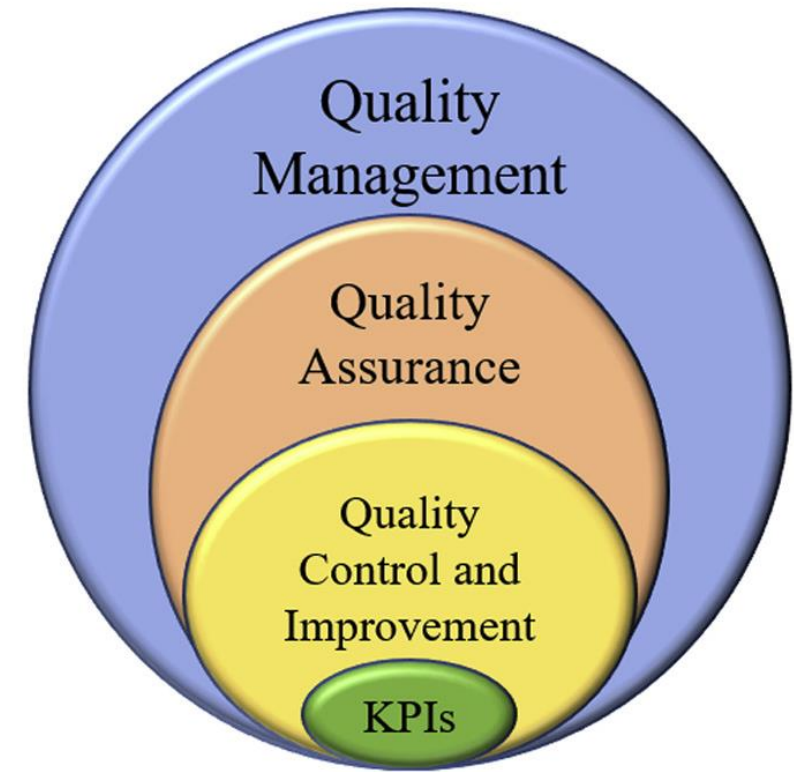 Quality
Management
Quality
Assurance
Quality
Control and
Improvement
KPIs